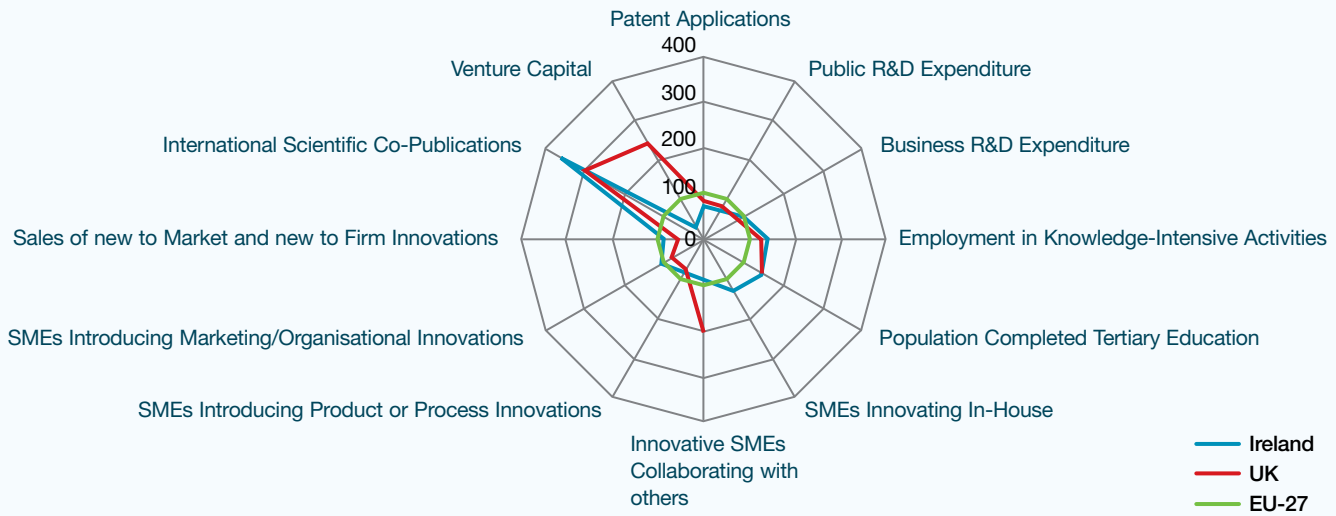 Patent Applications
400
Venture Capital
Public R&D Expenditure
300
International Scientific Co-Publications
Business R&D Expenditure
200
100
Sales of new to Market and new to Firm Innovations
0
Employment in Knowledge-Intensive Activities
SMEs Introducing Marketing/Organisational Innovations
Population Completed Tertiary Education
SMEs Introducing Product or Process Innovations
SMEs Innovating In-House
Innovative SMEs
Collaborating with
others
Ireland
UK
EU-27